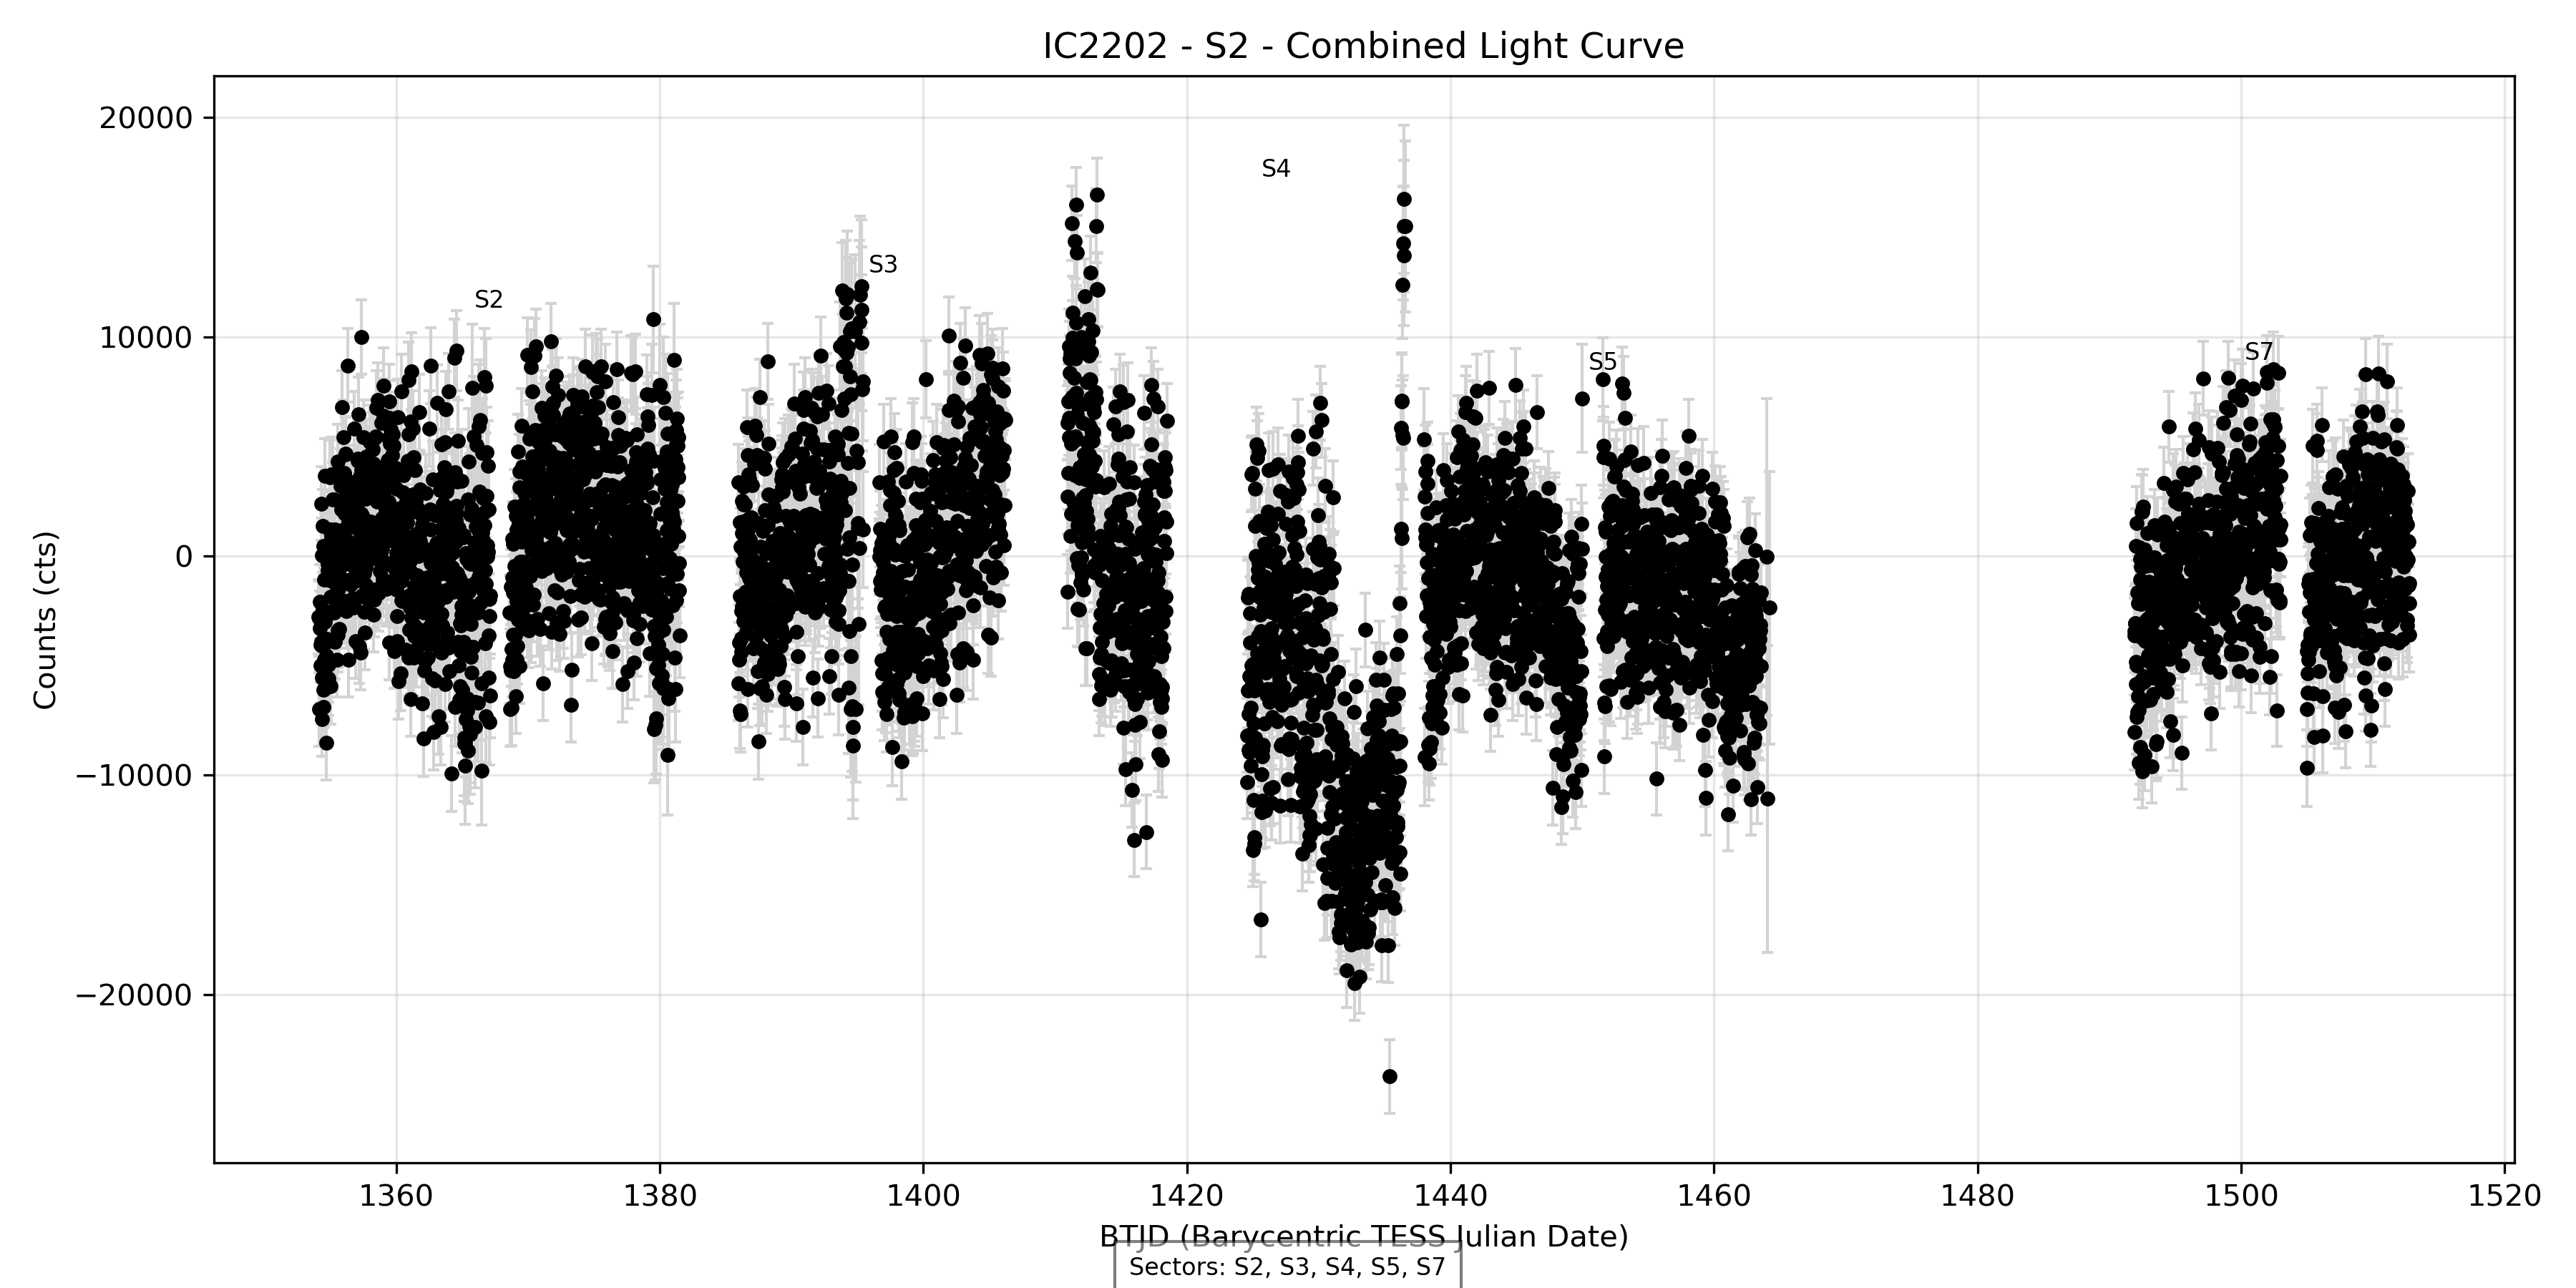 IC2202 - S2 - Combined Light Curve
20000
10000
0
−10000
−20000
Counts (cts)
S2
S3
S4
S5
S7
1360 1380 1400 1420 1440 1460 1480 1500 1520
BTJD (Barycentric TESS Julian Date)
Sectors: S2, S3, S4, S5, S7